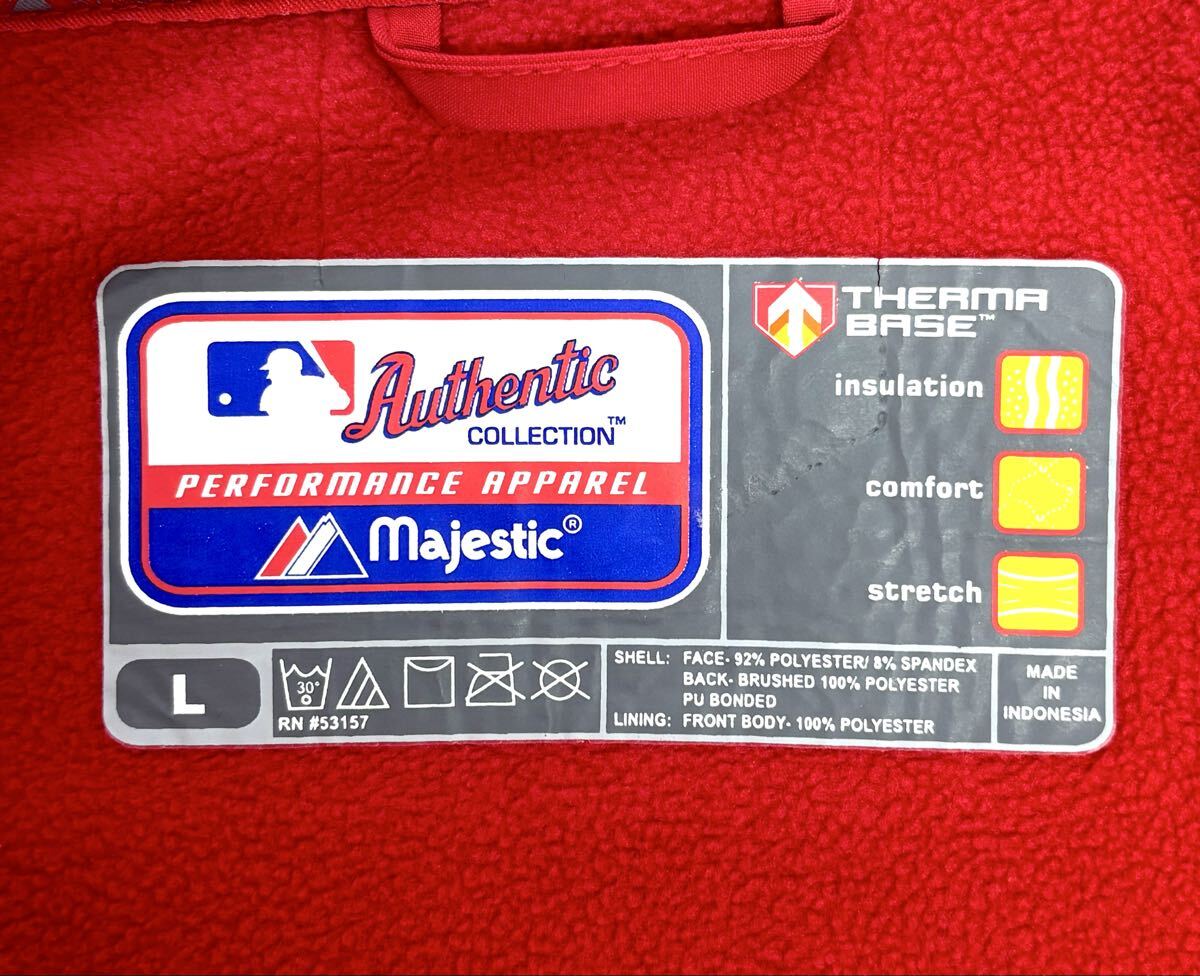 Authentic
COLLECTION™
PERFORMANCE APPAREL
Majestic®
THERMA
BASE™
insulation
comfort
stretch
L
30°
RN #53157
SHELL: FACE- 92% POLYESTER/ 8% SPANDEX
BACK- BRUSHED 100% POLYESTER
PU BONDED
LINING: FRONT BODY- 100% POLYESTER
MADE
IN
INDONESIA